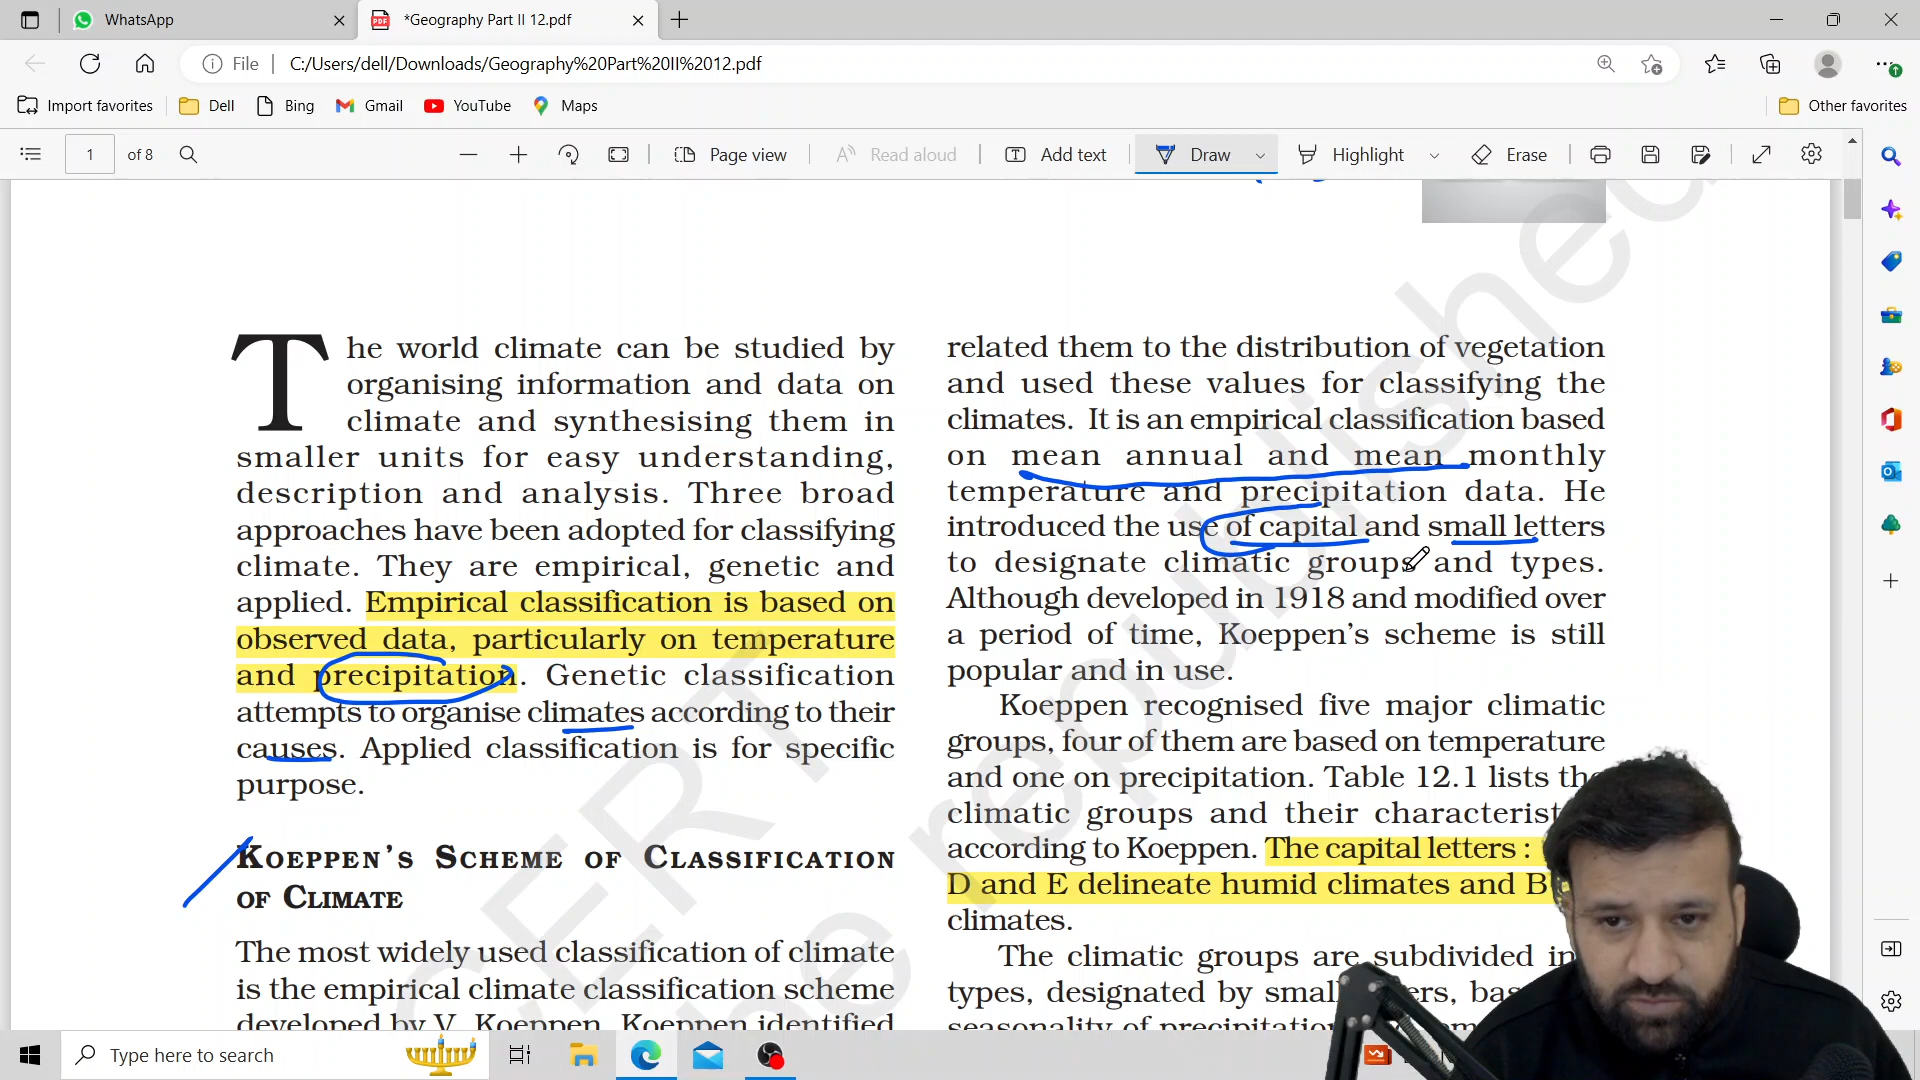 WhatsApp
*Geography Part II 12.pdf
File
C:/Users/dell/Downloads/Geography%20Part%20II%2012.pdf
Import favorites
Dell
Bing
Gmail
YouTube
Maps
Other favorites
1 of 8
Page view
Read aloud
Add text
Draw
Highlight
Erase
The world climate can be studied by
organising information and data on
climate and synthesising them in
smaller units for easy understanding,
description and analysis. Three broad
approaches have been adopted for classifying
climate. They are empirical, genetic and
applied. Empirical classification is based on
observed data, particularly on temperature
and precipitation. Genetic classification
attempts to organise climates according to their
causes. Applied classification is for specific
purpose.
KOEPPEN'S SCHEME OF CLASSIFICATION
OF CLIMATE
The most widely used classification of climate
is the empirical climate classification scheme
developed by V. Koeppen. Koeppen identified
related them to the distribution of vegetation
and used these values for classifying the
climates. It is an empirical classification based
on mean annual and mean monthly
temperature and precipitation data. He
introduced the use of capital and small letters
to designate climatic groups and types.
Although developed in 1918 and modified over
a period of time, Koeppen's scheme is still
popular and in use.
Koeppen recognised five major climatic
groups, four of them are based on temperature
and one on precipitation. Table 12.1 lists the
climatic groups and their
according to Koeppen. The capital letters :
D and E delineate humid climates and B
climates.
The climatic groups are subdivided
types, designated by
seasonality of
republished
Type here to search